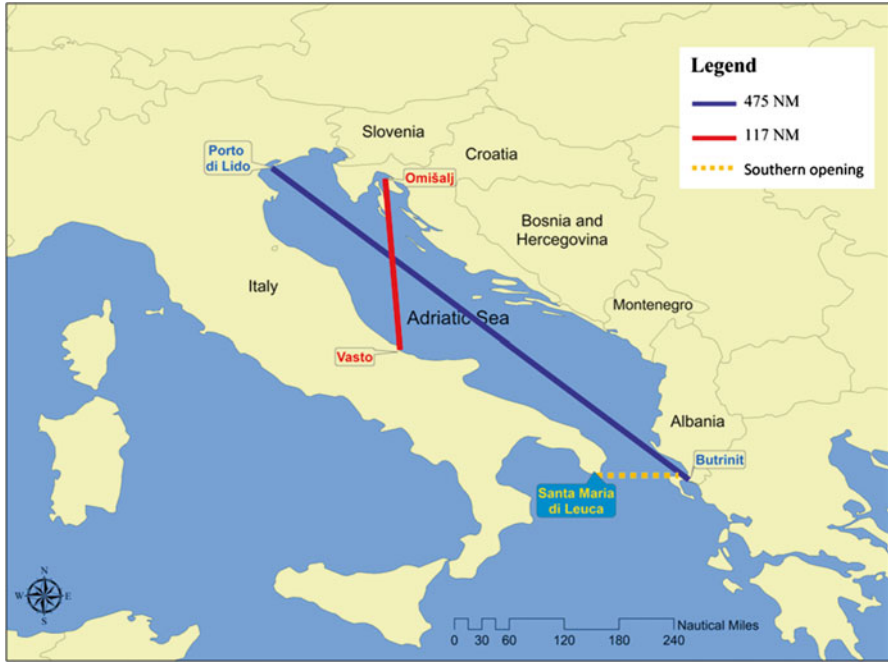 Legend
475 NM
117 NM
Southern opening
Slovenia
Croatia
Porto
di Lido
Omišalj
Bosnia and
Hercegovina
Italy
Montenegro
Adriatic Sea
Vasto
Albania
Butrinit
Santa Maria
di Leuca
N
W E
S
Nautical Miles
0 15 30 60 120 180 240